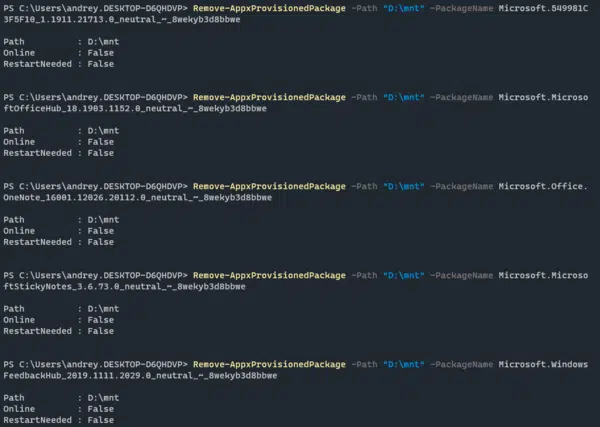 PS C:\Users\andrey.DESKTOP-D6QHDVP> Remove-AppxProvisionedPackage -Path "D:\mnt" -PackageName Microsoft.549981C
3F5F10_1.1911.21713.0_neutral_~_8wekyb3d8bbwe
Path          : D:\mnt
Online        : False
RestartNeeded : False
PS C:\Users\andrey.DESKTOP-D6QHDVP> Remove-AppxProvisionedPackage -Path "D:\mnt" -PackageName Microsoft.Microso
ftOfficeHub_18.1903.1152.0_neutral_~_8wekyb3d8bbwe
Path          : D:\mnt
Online        : False
RestartNeeded : False
PS C:\Users\andrey.DESKTOP-D6QHDVP> Remove-AppxProvisionedPackage -Path "D:\mnt" -PackageName Microsoft.Office.
OneNote_16001.12026.20112.0_neutral_~_8wekyb3d8bbwe
Path          : D:\mnt
Online        : False
RestartNeeded : False
PS C:\Users\andrey.DESKTOP-D6QHDVP> Remove-AppxProvisionedPackage -Path "D:\mnt" -PackageName Microsoft.Microso
ftStickyNotes_3.6.73.0_neutral_~_8wekyb3d8bbwe
Path          : D:\mnt
Online        : False
RestartNeeded : False
PS C:\Users\andrey.DESKTOP-D6QHDVP> Remove-AppxProvisionedPackage -Path "D:\mnt" -PackageName Microsoft.Windows
FeedbackHub_2019.1111.2029.0_neutral_~_8wekyb3d8bbwe
Path          : D:\mnt
Online        : False
RestartNeeded : False